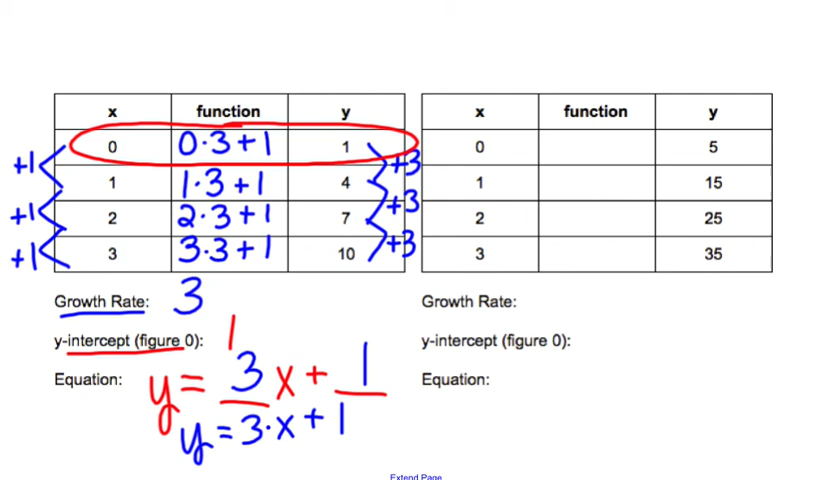 x function y
0 0·3+1 1
1 1·3+1 4
2 2·3+1 7
3 3·3+1 10
+1
+1
+1
+3
+3
+3
Growth Rate: 3
y-intercept (figure 0): 1
Equation: y = 3x + 1
y = 3·x + 1
x function y
0 5
1 15
2 25
3 35
Growth Rate:
y-intercept (figure 0):
Equation:
Extend Page